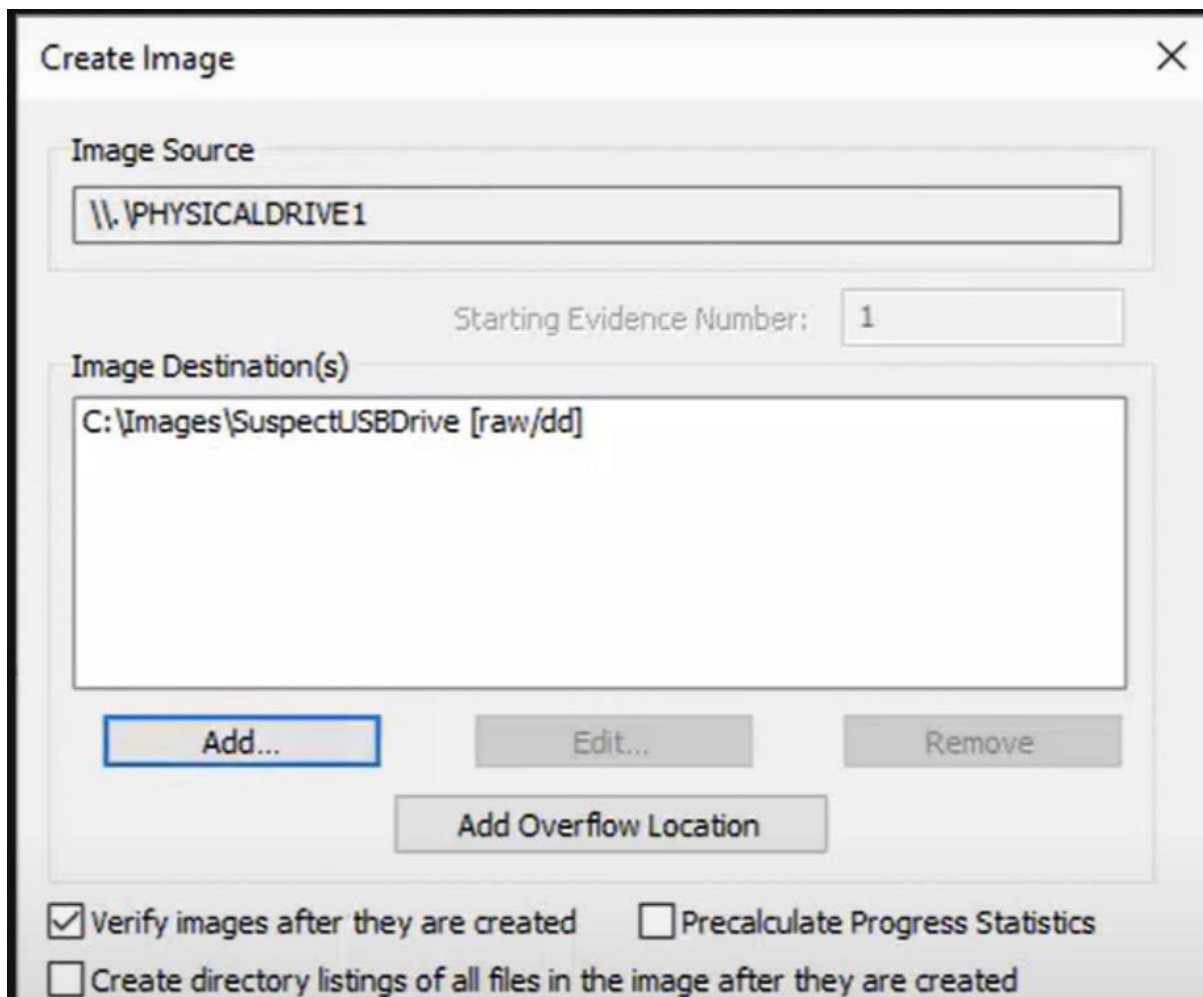 Create Image
Image Source
\\.\PHYSICALDRIVE1
Starting Evidence Number: 1
Image Destination(s)
C:\Images\SuspectUSBDrive [raw/dd]
Add... Edit... Remove
Add Overflow Location
Verify images after they are created Precalculate Progress Statistics
Create directory listings of all files in the image after they are created